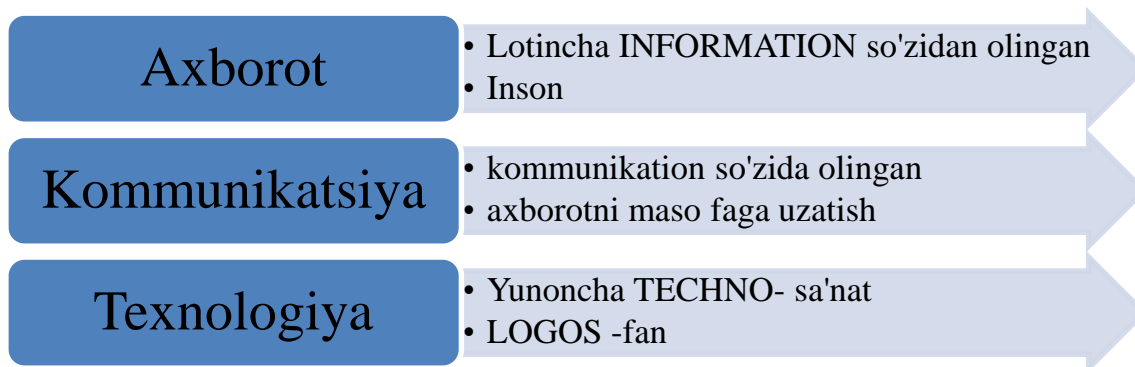 Axborot
• Lotincha INFORMATION so'zidan olingan
• Inson
Kommunikatsiya
• kommunikation so'zida olingan
• axborotni maso faga uzatish
Texnologiya
• Yunoncha TECHNO- sa'nat
• LOGOS -fan